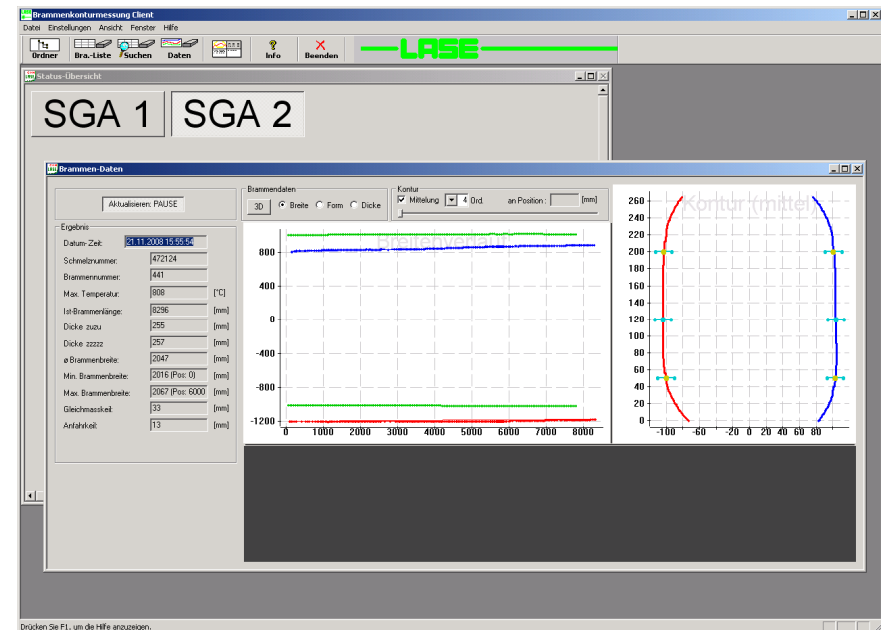 Brammenkonturmessung Client
Datei Einstellungen Ansicht Fenster Hilfe
Ordner Bra.-Liste Suchen Daten Info Beenden
LASE
Status-Übersicht
SGA 1 SGA 2
Brammen-Daten
Aktualisieren: PAUSE
Ergebnis
Datum- Zeit: 21.11.2008 15:55:54
Schmelznummer: 472124
Brammennummer: 441
Max. Temperatur: 808 [°C]
Ist-Brammenlänge: 8296 [mm]
Dicke zuzu 255 [mm]
Dicke zzzzz 257 [mm]
ø Brammenbreite: 2047 [mm]
Min. Brammenbreite: 2016 (Pos: 0) [mm]
Max. Brammenbreite: 2067 (Pos: 6000 [mm]
Gleichmasskeil: 33 [mm]
Anfahrkeil: 13 [mm]
Brammendaten
3D Breite Form Dicke
Kontur
Mittelung 4 Ord. an Position : [mm]
Breitenverlauf
800
400
0
-400
-800
-1200
0 1000 2000 3000 4000 5000 6000 7000 8000
Kontur (mittel)
260
240
220
200
180
160
140
120
100
80
60
40
20
0
-100 -60 -20 0 20 40 60 80
Drücken Sie F1, um die Hilfe anzuzeigen.